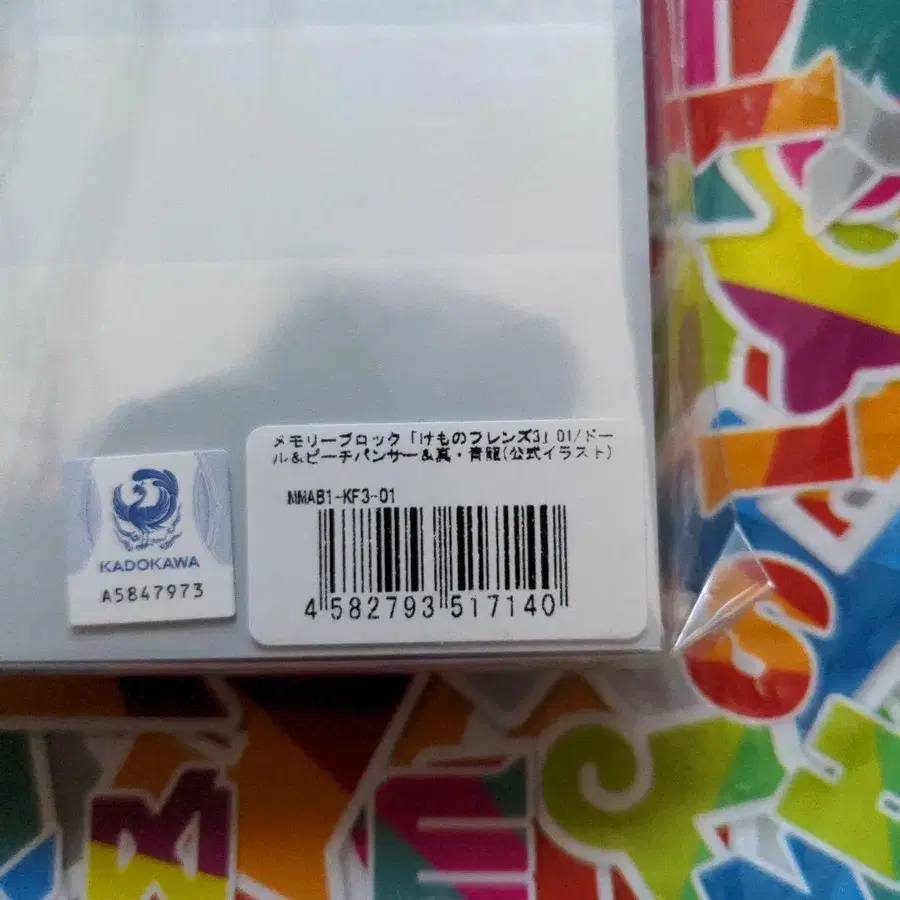 メモリーブロック「けものフレンズ3」01/ドー
ル&ピーチパンサー&真・青龍(公式イラスト)
MMAB1-KF3-01
4 582793 517140
KADOKAWA
A5847973